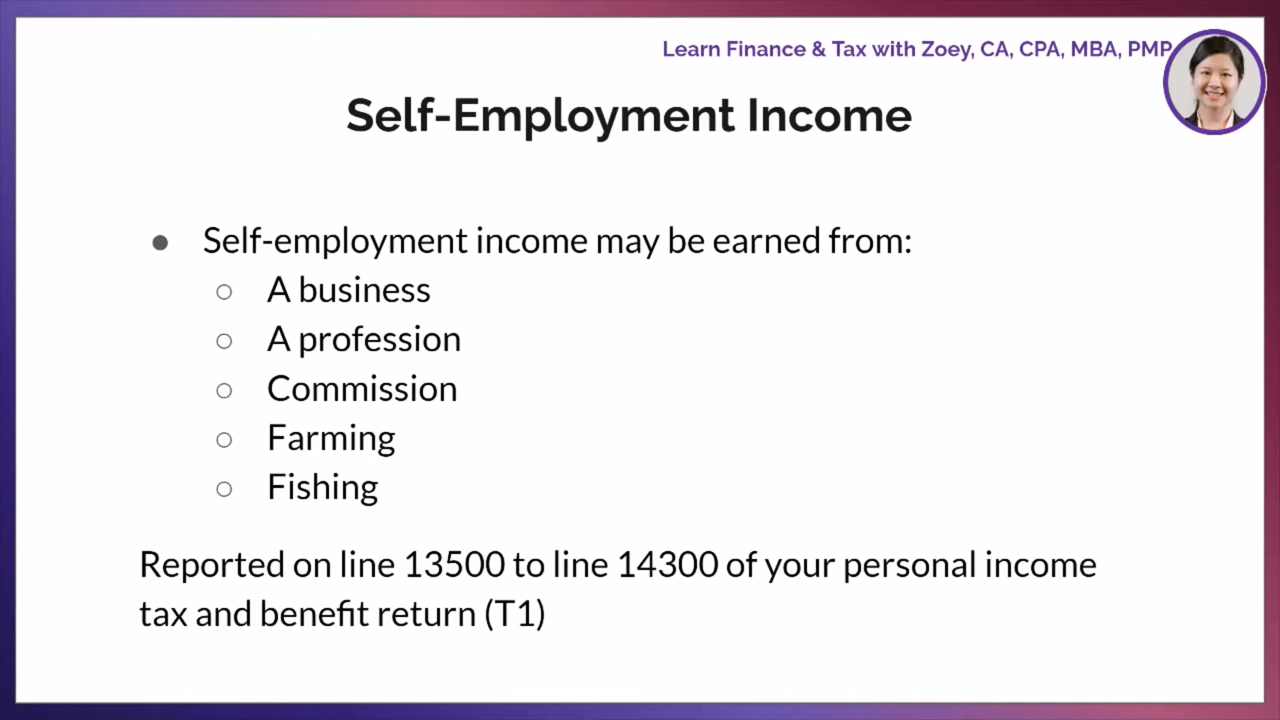 Learn Finance & Tax with Zoey, CA, CPA, MBA, PMP
Self-Employment Income
● Self-employment income may be earned from:
○ A business
○ A profession
○ Commission
○ Farming
○ Fishing
Reported on line 13500 to line 14300 of your personal income
tax and benefit return (T1)